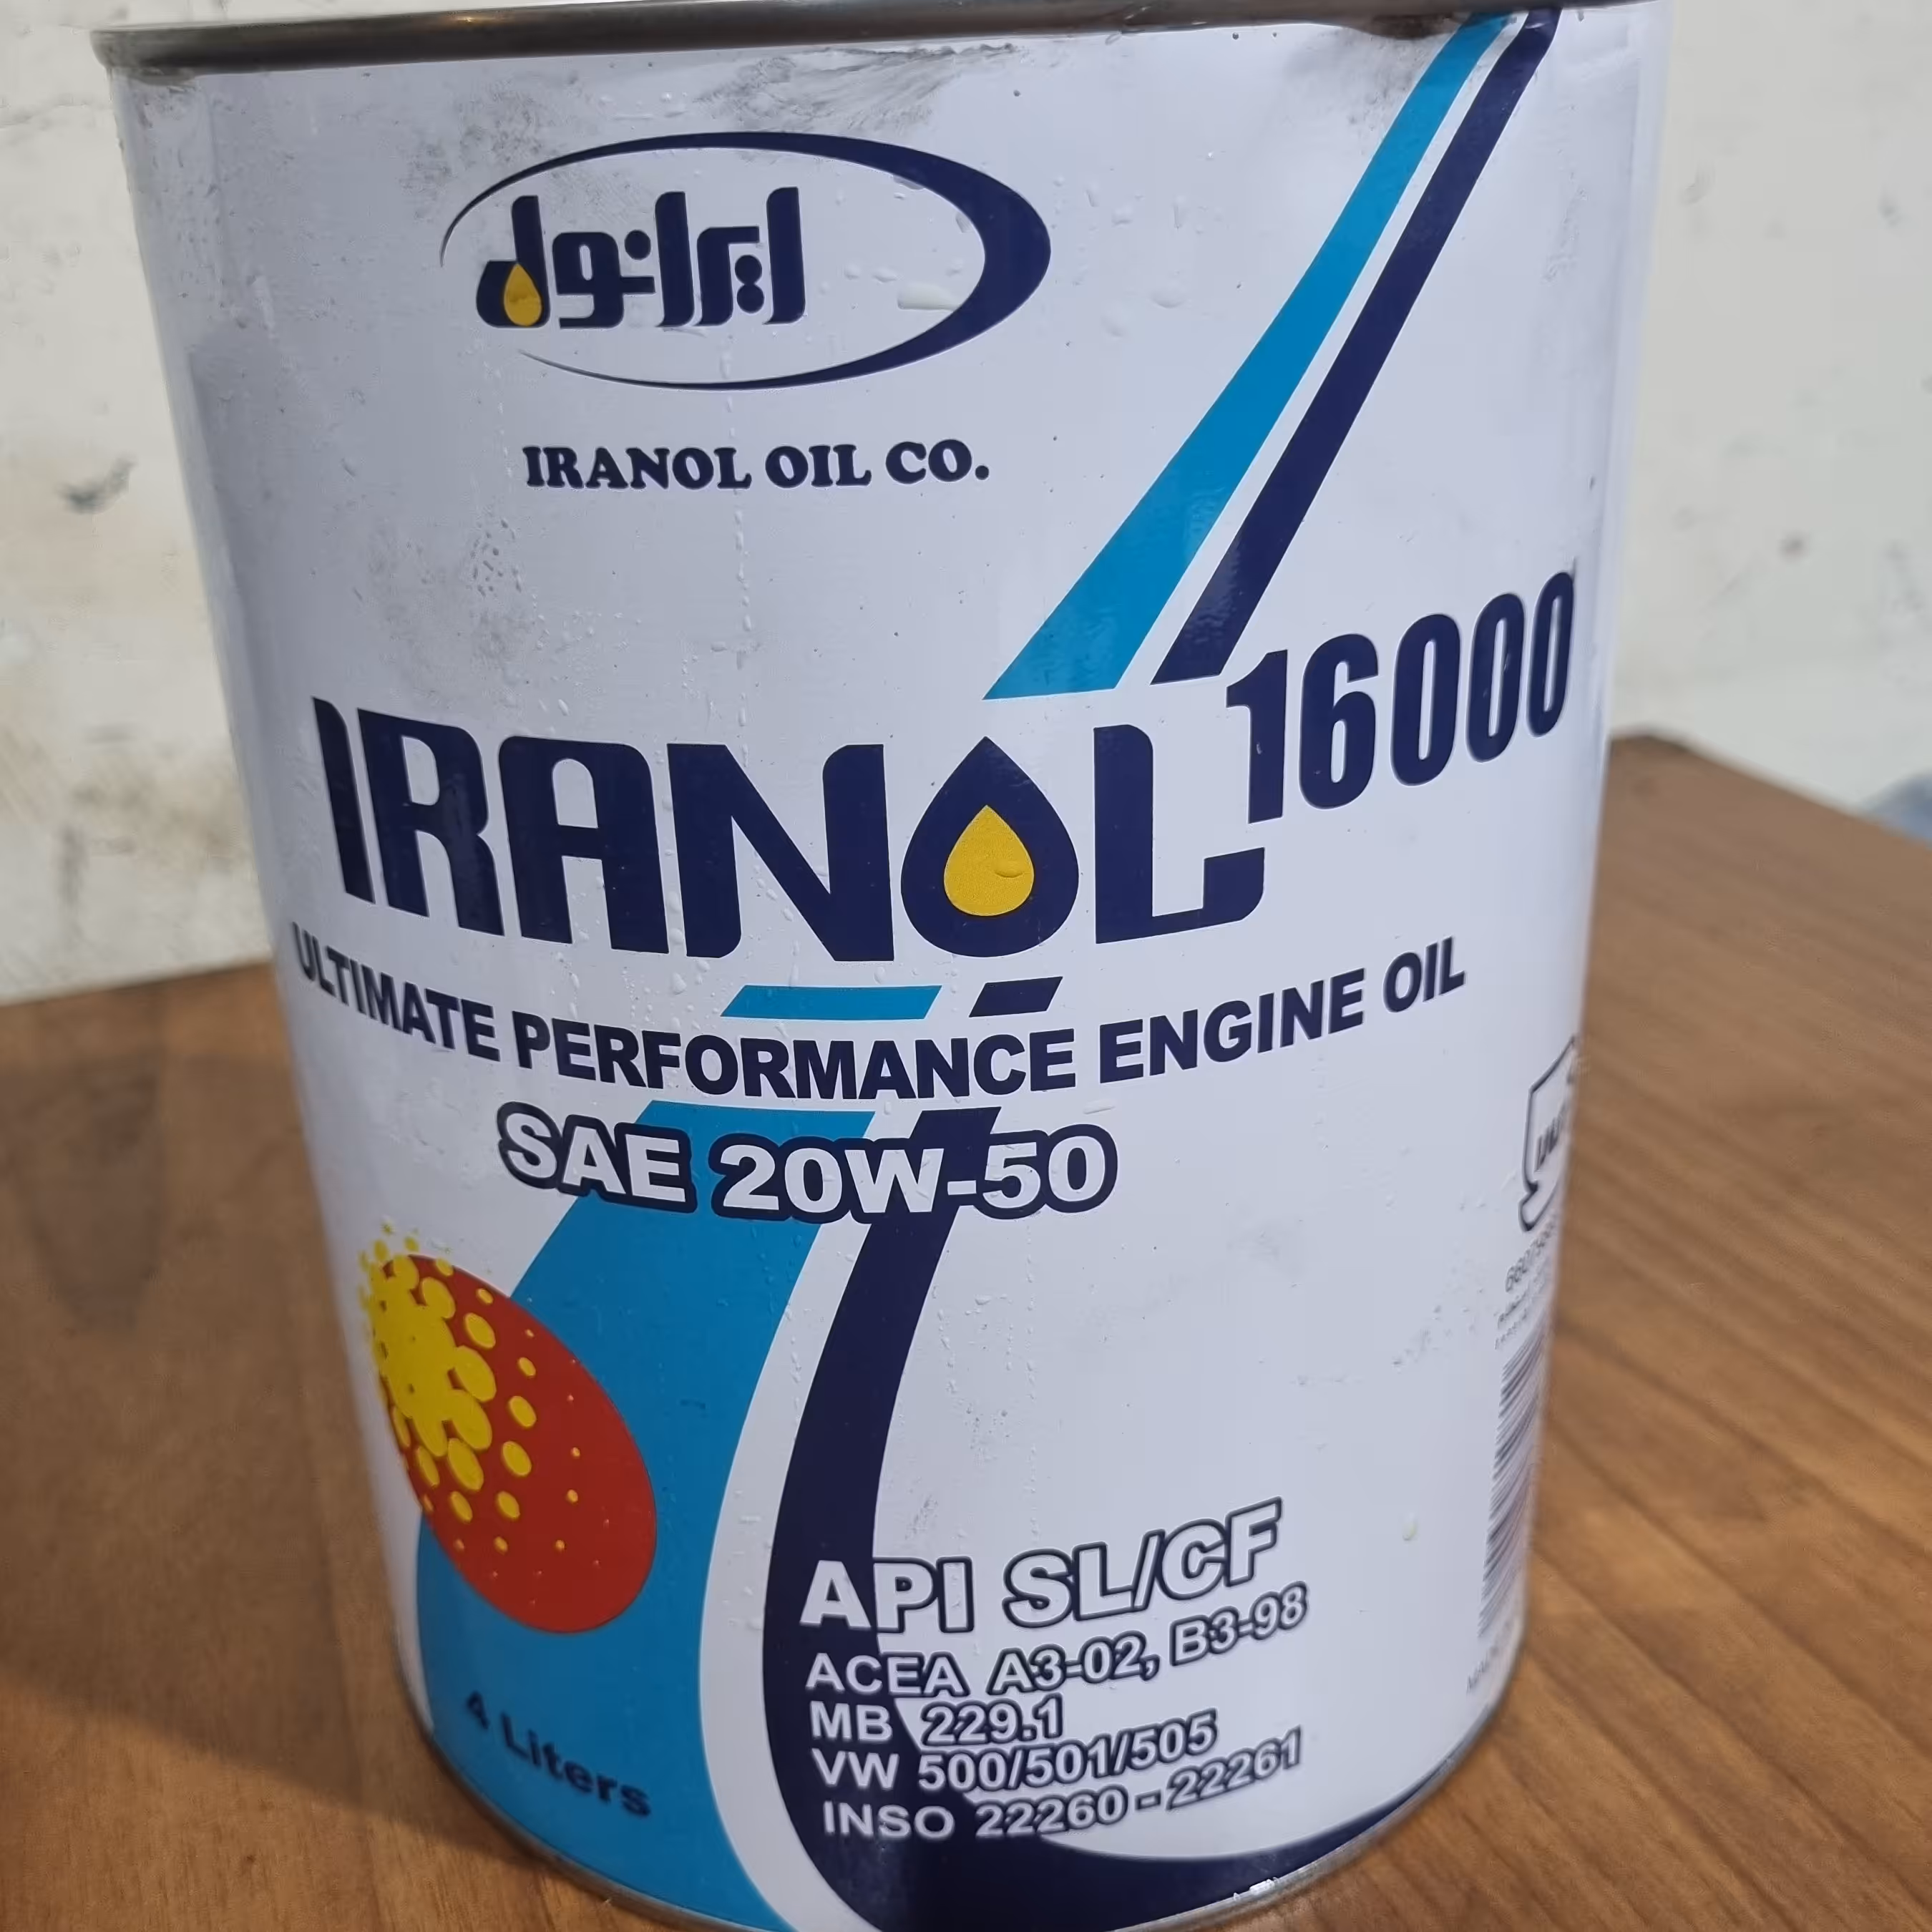 ایرانول
IRANOL OIL CO.
IRANOL 16000
ULTIMATE PERFORMANCE ENGINE OIL
SAE 20W-50
API SL/CF
ACEA A3-02, B3-98
MB 229.1
VW 500/501/505
INSO 22260 - 22261
4 Liters